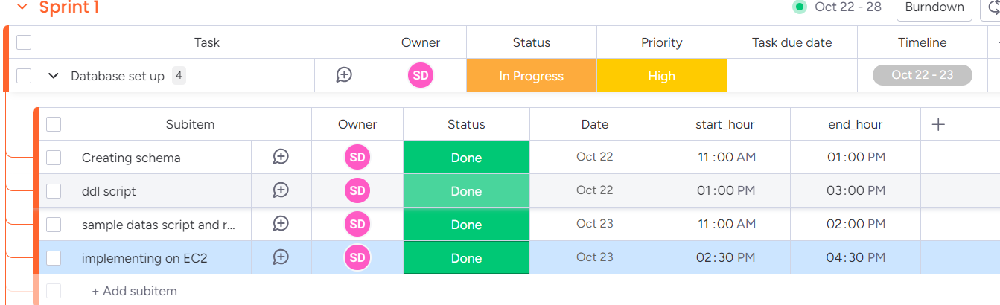 Sprint 1 Oct 22 - 28 Burndown
Task Owner Status Priority Task due date Timeline
Database set up 4 SD In Progress High Oct 22 - 23
Subitem Owner Status Date start_hour end_hour
Creating schema SD Done Oct 22 11:00 AM 01:00 PM
ddl script SD Done Oct 22 01:00 PM 03:00 PM
sample datas script and r... SD Done Oct 23 11:00 AM 02:00 PM
implementing on EC2 SD Done Oct 23 02:30 PM 04:30 PM
+ Add subitem